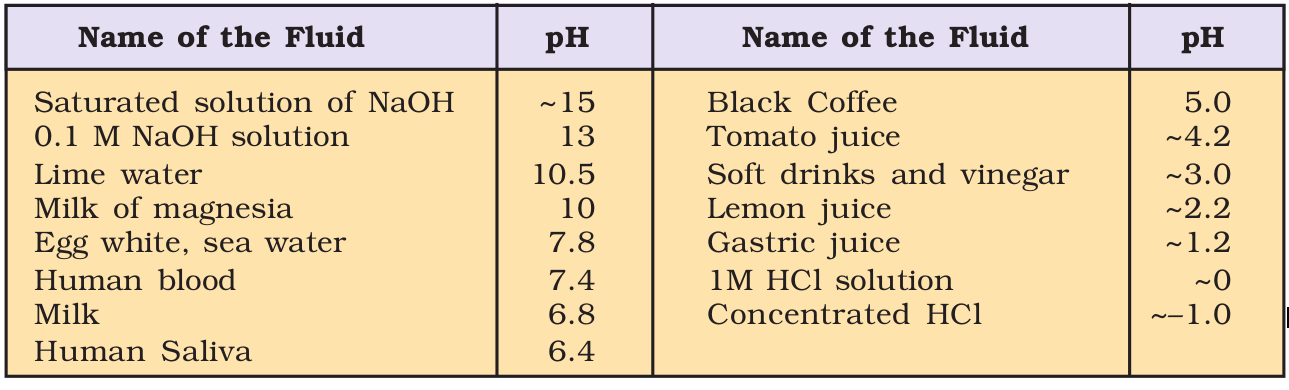 Name of the Fluid pH Name of the Fluid pH
Saturated solution of NaOH ~15 Black Coffee 5.0
0.1 M NaOH solution 13 Tomato juice ~4.2
Lime water 10.5 Soft drinks and vinegar ~3.0
Milk of magnesia 10 Lemon juice ~2.2
Egg white, sea water 7.8 Gastric juice ~1.2
Human blood 7.4 1M HCl solution ~0
Milk 6.8 Concentrated HCl ~–1.0
Human Saliva 6.4